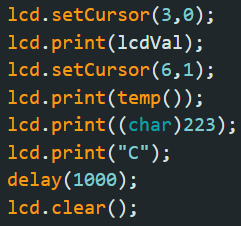 lcd.setCursor(3,0);
lcd.print(lcdVal);
lcd.setCursor(6,1);
lcd.print(temp());
lcd.print((char)223);
lcd.print("C");
delay(1000);
lcd.clear();